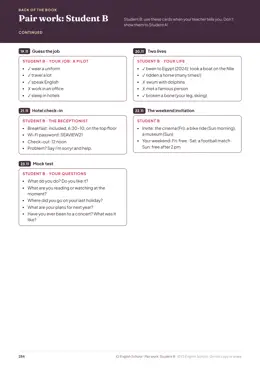 BACK OF THE BOOK
Pair work: Student B
CONTINUED
Student B: use these cards when your teacher tells you. Don't
show them to Student A!
Guess the job
STUDENT B · YOUR JOB: A PILOT
✓ wear a uniform
✓ travel a lot
✓ speak English
✗ work in an office
✓ sleep in hotels
Two lives
STUDENT B · YOUR LIFE
✓ been to Egypt (2024): took a boat on the Nile
✓ ridden a horse (many times!)
✗ swum with dolphins
✗ met a famous person
✓ broken a bone (your leg, skiing)
Hotel check-in
STUDENT B · THE RECEPTIONIST
Breakfast: included, 6.30–10, on the top floor
Wi-Fi password: SEAVIEW21
Check-out: 12 noon
Problem? Say I'm sorry! and help
The weekend invitation
STUDENT B
Invite: the cinema (Fri), a bike ride (Sun morning),
a museum (Sun)
Your weekend: Fri: free · Sat: a football match ·
Sun: free after 2 pm.
Mock test
STUDENT B · YOUR QUESTIONS
What do you do? Do you like it?
What are you reading or watching at the
moment?
Where did you go on your last holiday?
What are your plans for next year?
Have you ever been to a concert? What was it
like?